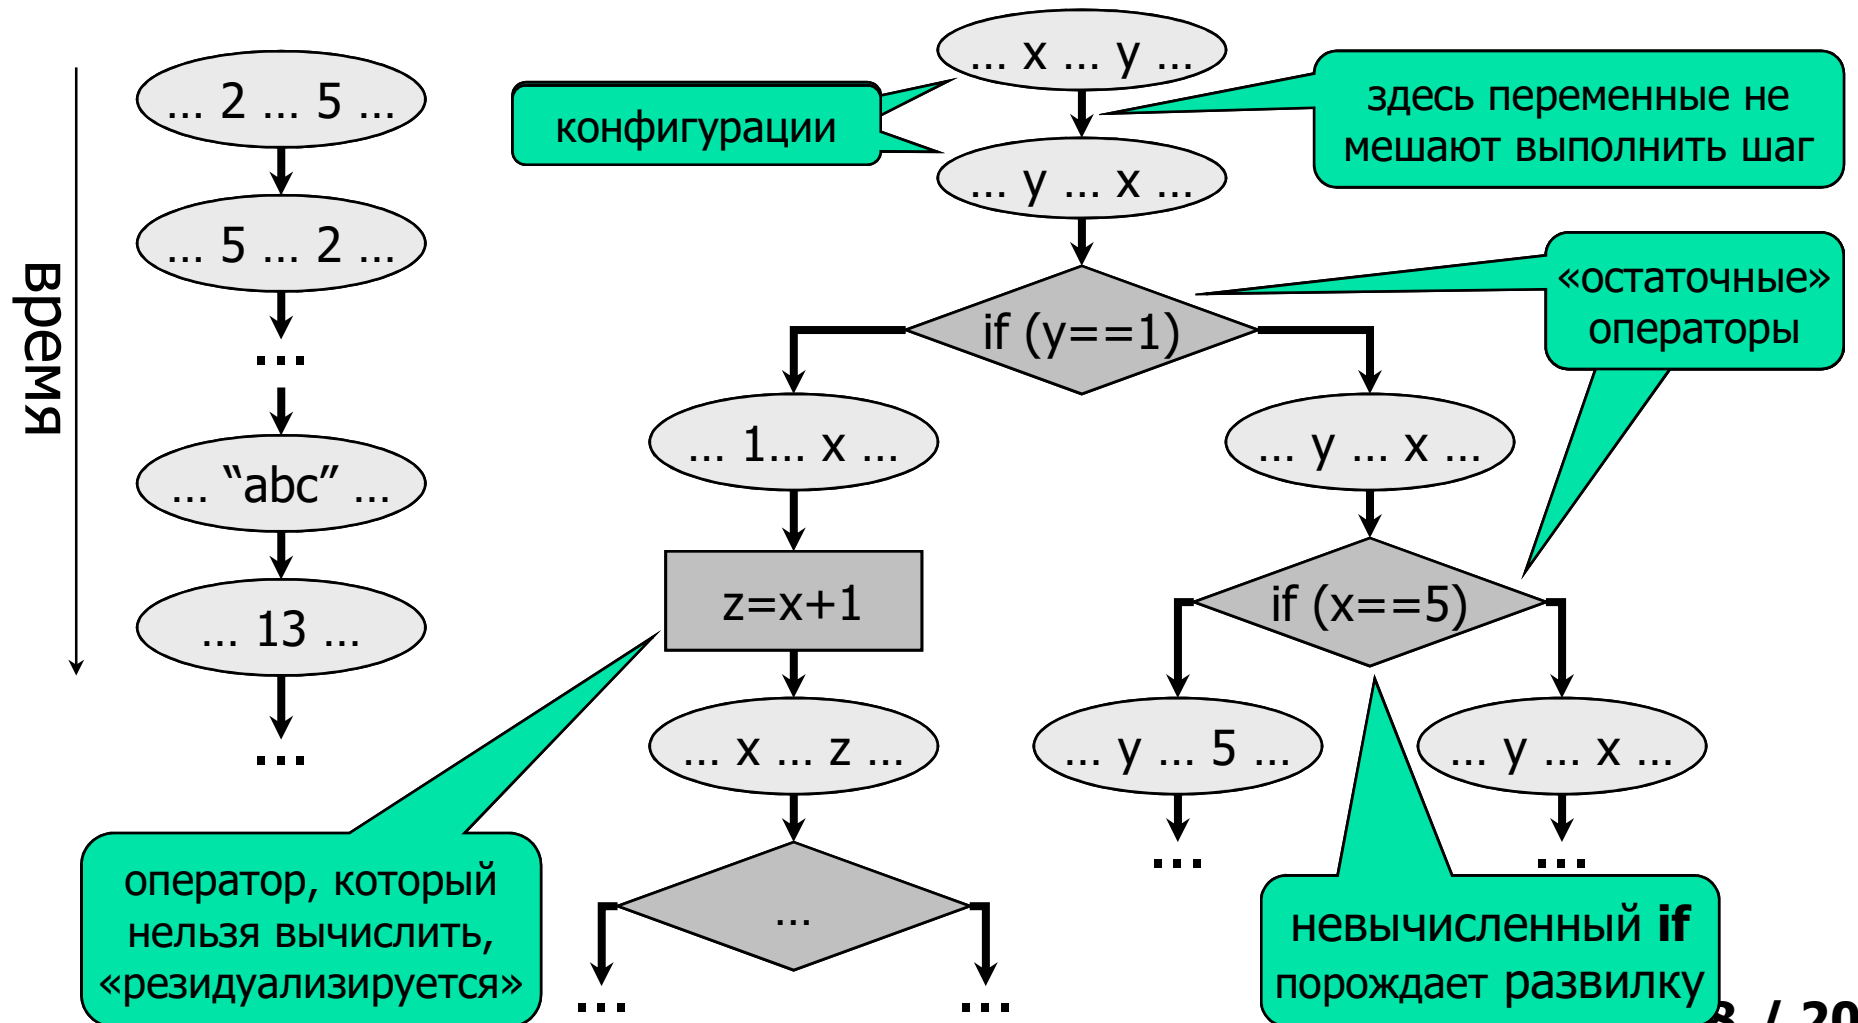 время
... 2 ... 5 ...
... 5 ... 2 ...
...
... “abc” ...
... 13 ...
...
... x ... y ...
конфигурации
здесь переменные не
мешают выполнить шаг
... y ... x ...
if (y==1)
«остаточные»
операторы
... 1... x ...
... y ... x ...
z=x+1
if (x==5)
... x ... z ...
... y ... 5 ...
... y ... x ...
...
...
оператор, который
нельзя вычислить,
«резидуализируется»
...
...
...
невычисленный if
порождает развилку
/ 20